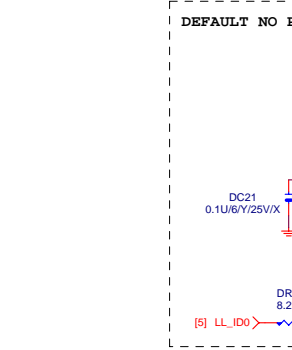 DEFAULT NO
DC21
0.1U/6/Y/25V/X
DR
8.2
[5] LL_ID0